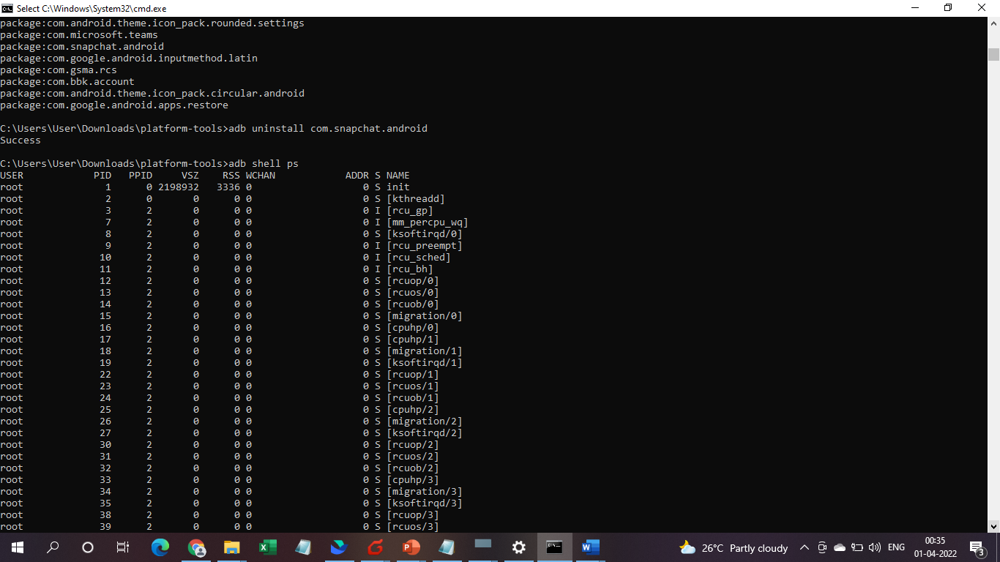 Select C:\Windows\System32\cmd.exe
package:com.android.theme.icon_pack.rounded.settings
package:com.microsoft.teams
package:com.snapchat.android
package:com.google.android.inputmethod.latin
package:com.gsma.rcs
package:com.bbk.account
package:com.android.theme.icon_pack.circular.android
package:com.google.android.apps.restore
C:\Users\User\Downloads\platform-tools>adb uninstall com.snapchat.android
Success
C:\Users\User\Downloads\platform-tools>adb shell ps
USER PID PPID VSZ RSS WCHAN ADDR S NAME
root 1 0 2198932 3336 0 0 S init
root 2 0 0 0 0 0 S [kthreadd]
root 3 2 0 0 0 0 I [rcu_gp]
root 7 2 0 0 0 0 I [mm_percpu_wq]
root 8 2 0 0 0 0 S [ksoftirqd/0]
root 9 2 0 0 0 0 I [rcu_preempt]
root 10 2 0 0 0 0 I [rcu_sched]
root 11 2 0 0 0 0 I [rcu_bh]
root 12 2 0 0 0 0 S [rcuop/0]
root 13 2 0 0 0 0 S [rcuos/0]
root 14 2 0 0 0 0 S [rcuob/0]
root 15 2 0 0 0 0 S [migration/0]
root 16 2 0 0 0 0 S [cpuhp/0]
root 17 2 0 0 0 0 S [cpuhp/1]
root 18 2 0 0 0 0 S [migration/1]
root 19 2 0 0 0 0 S [ksoftirqd/1]
root 22 2 0 0 0 0 S [rcuop/1]
root 23 2 0 0 0 0 S [rcuos/1]
root 24 2 0 0 0 0 S [rcuob/1]
root 25 2 0 0 0 0 S [cpuhp/2]
root 26 2 0 0 0 0 S [migration/2]
root 27 2 0 0 0 0 S [ksoftirqd/2]
root 30 2 0 0 0 0 S [rcuop/2]
root 31 2 0 0 0 0 S [rcuos/2]
root 32 2 0 0 0 0 S [rcuob/2]
root 33 2 0 0 0 0 S [cpuhp/3]
root 34 2 0 0 0 0 S [migration/3]
root 35 2 0 0 0 0 S [ksoftirqd/3]
root 38 2 0 0 0 0 S [rcuop/3]
root 39 2 0 0 0 0 S [rcuos/3]
26°C Partly cloudy ENG 00:35
01-04-2022 3